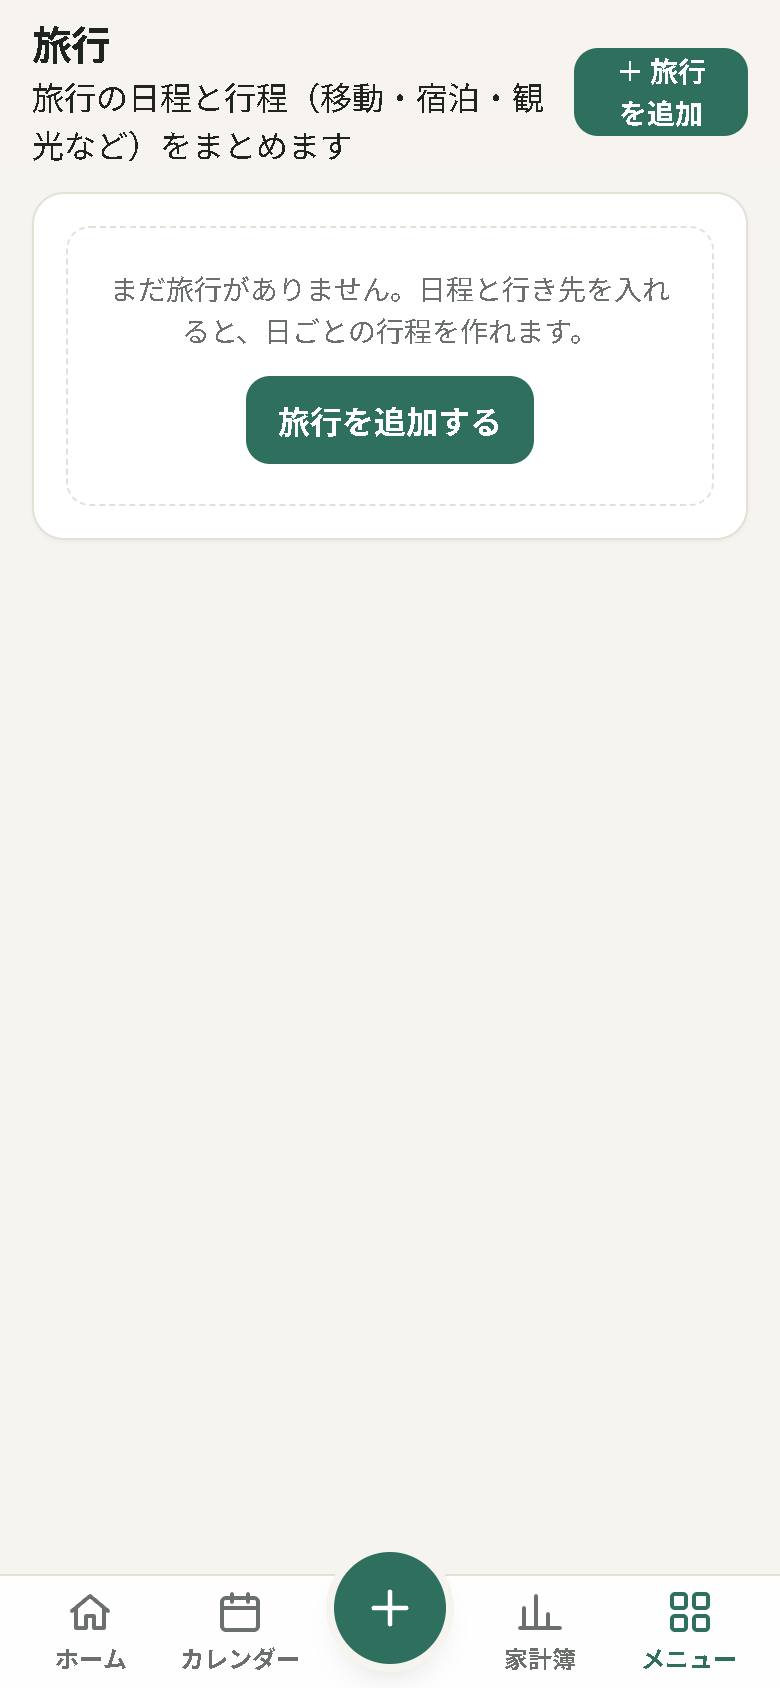 旅行
旅行の日程と行程（移動・宿泊・観
光など）をまとめます
＋ 旅行
を追加
まだ旅行がありません。日程と行き先を入れ
ると、日ごとの行程を作れます。
旅行を追加する
ホーム
カレンダー
家計簿
メニュー